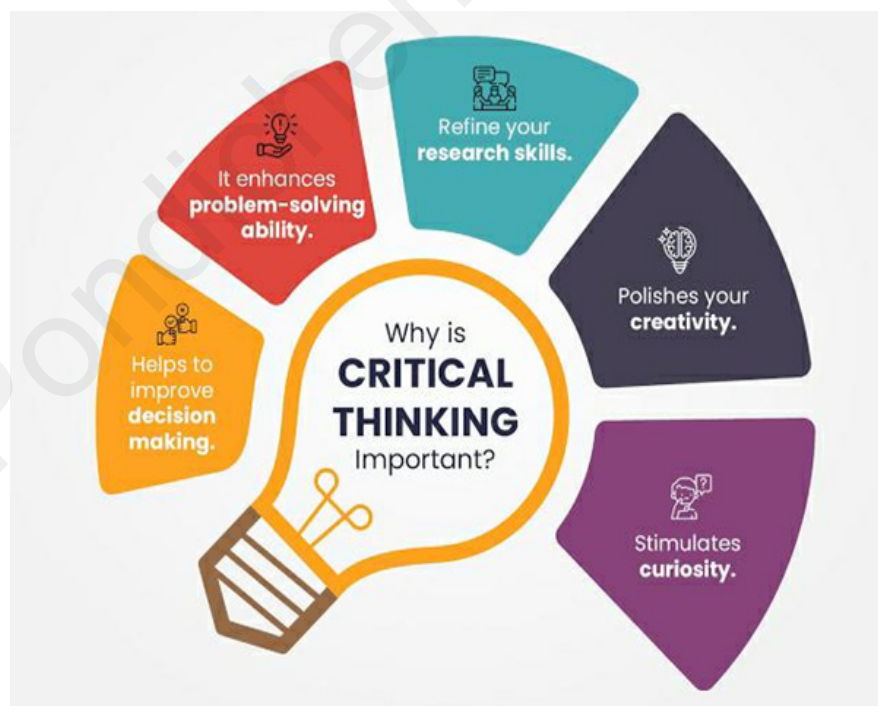 Why is
CRITICAL
THINKING
Important?
Helps to
improve
decision
making.
It enhances
problem-solving
ability.
Refine your
research skills.
Polishes your
creativity.
?
Stimulates
curiosity.